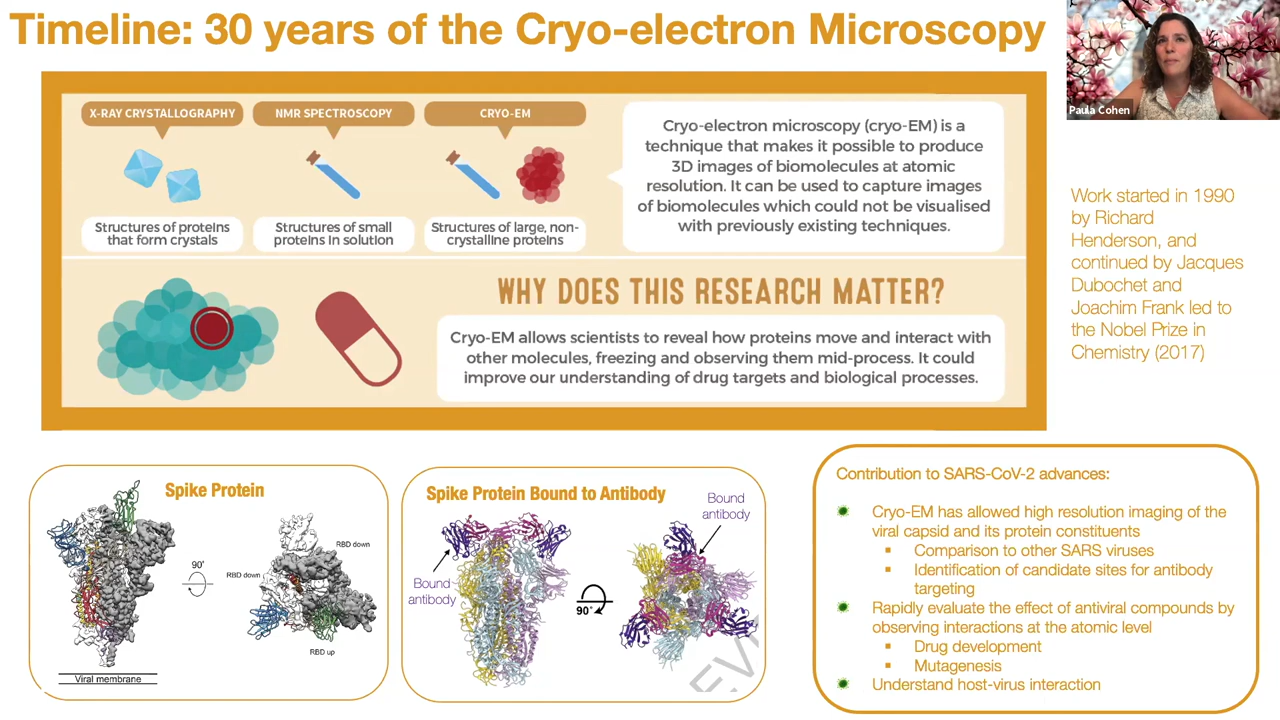 Timeline: 30 years of the Cryo-electron Microscopy
Paula Cohen
X-RAY CRYSTALLOGRAPHY
NMR SPECTROSCOPY
CRYO-EM
Structures of proteins
that form crystals
Structures of small
proteins in solution
Structures of large, non-
crystalline proteins
Cryo-electron microscopy (cryo-EM) is a
technique that makes it possible to produce
3D images of biomolecules at atomic
resolution. It can be used to capture images
of biomolecules which could not be visualised
with previously existing techniques.
WHY DOES THIS RESEARCH MATTER?
Cryo-EM allows scientists to reveal how proteins move and interact with
other molecules, freezing and observing them mid-process. It could
improve our understanding of drug targets and biological processes.
Work started in 1990
by Richard
Henderson, and
continued by Jacques
Dubochet and
Joachim Frank led to
the Nobel Prize in
Chemistry (2017)
Spike Protein
90°
RBD down
RBD down
RBD up
Viral membrane
Spike Protein Bound to Antibody
Bound
antibody
Bound
antibody
90°
Contribution to SARS-CoV-2 advances:
Cryo-EM has allowed high resolution imaging of the
viral capsid and its protein constituents
Comparison to other SARS viruses
Identification of candidate sites for antibody
targeting
Rapidly evaluate the effect of antiviral compounds by
observing interactions at the atomic level
Drug development
Mutagenesis
Understand host-virus interaction